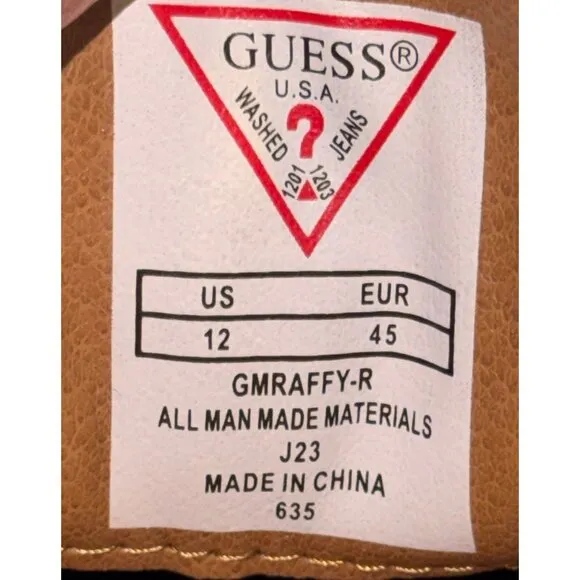 GUESS®
U.S.A.
WASHED ? JEANS
1201 1203
US EUR
12 45
GMRAFFY-R
ALL MAN MADE MATERIALS
J23
MADE IN CHINA
635